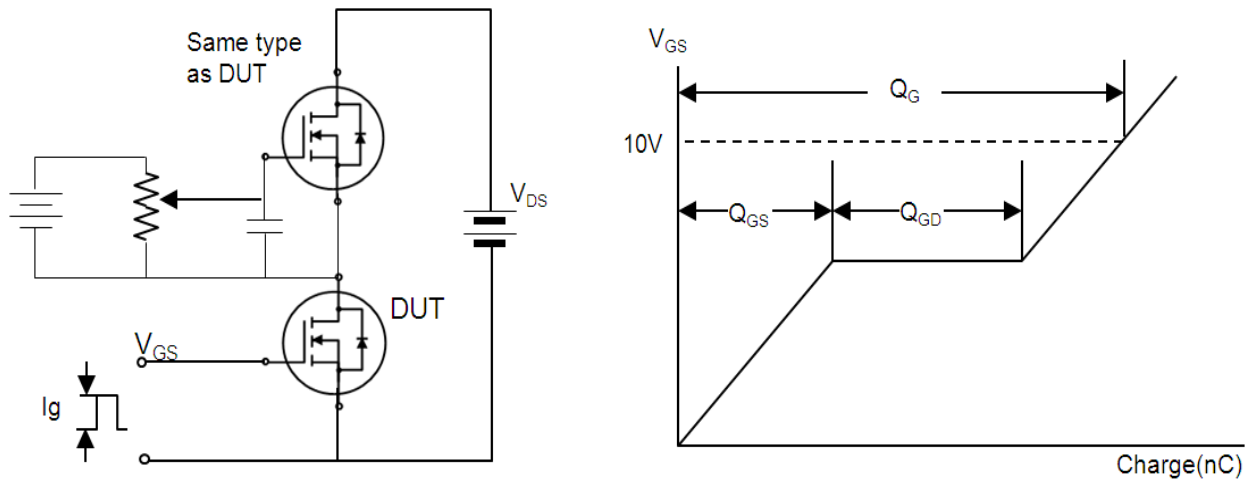 Same type
as DUT
V_DS
DUT
V_GS
Ig
V_GS
Q_G
10V
Q_GS
Q_GD
Charge(nC)